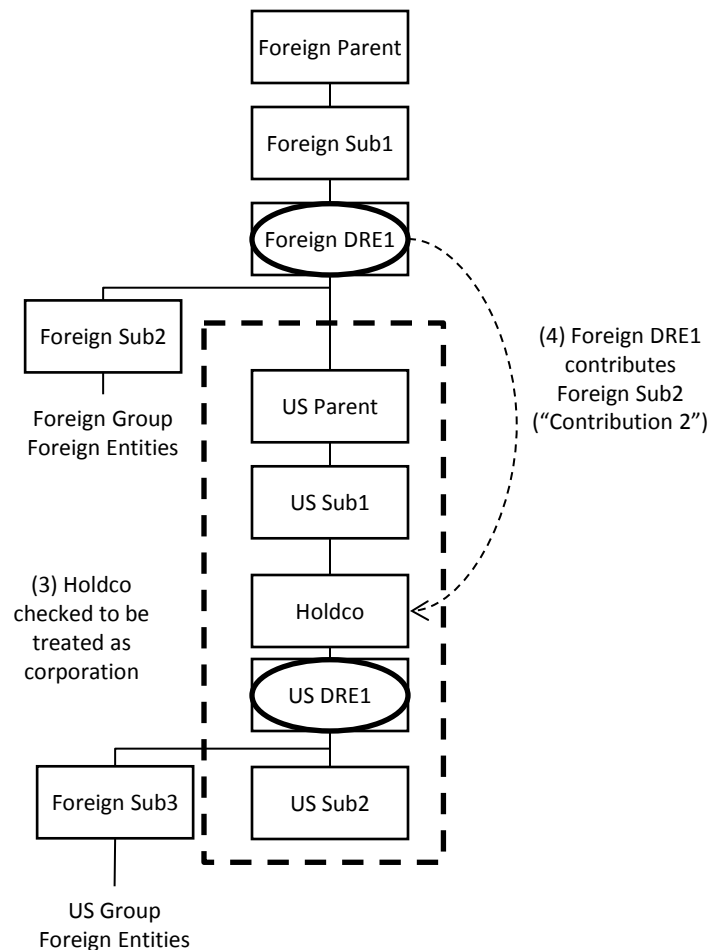 Foreign Parent
Foreign Sub1
Foreign DRE1
Foreign Sub2
Foreign Group
Foreign Entities
(4) Foreign DRE1
contributes
Foreign Sub2
(“Contribution 2”)
US Parent
US Sub1
(3) Holdco
checked to be
treated as
corporation
Holdco
US DRE1
Foreign Sub3
US Sub2
US Group
Foreign Entities